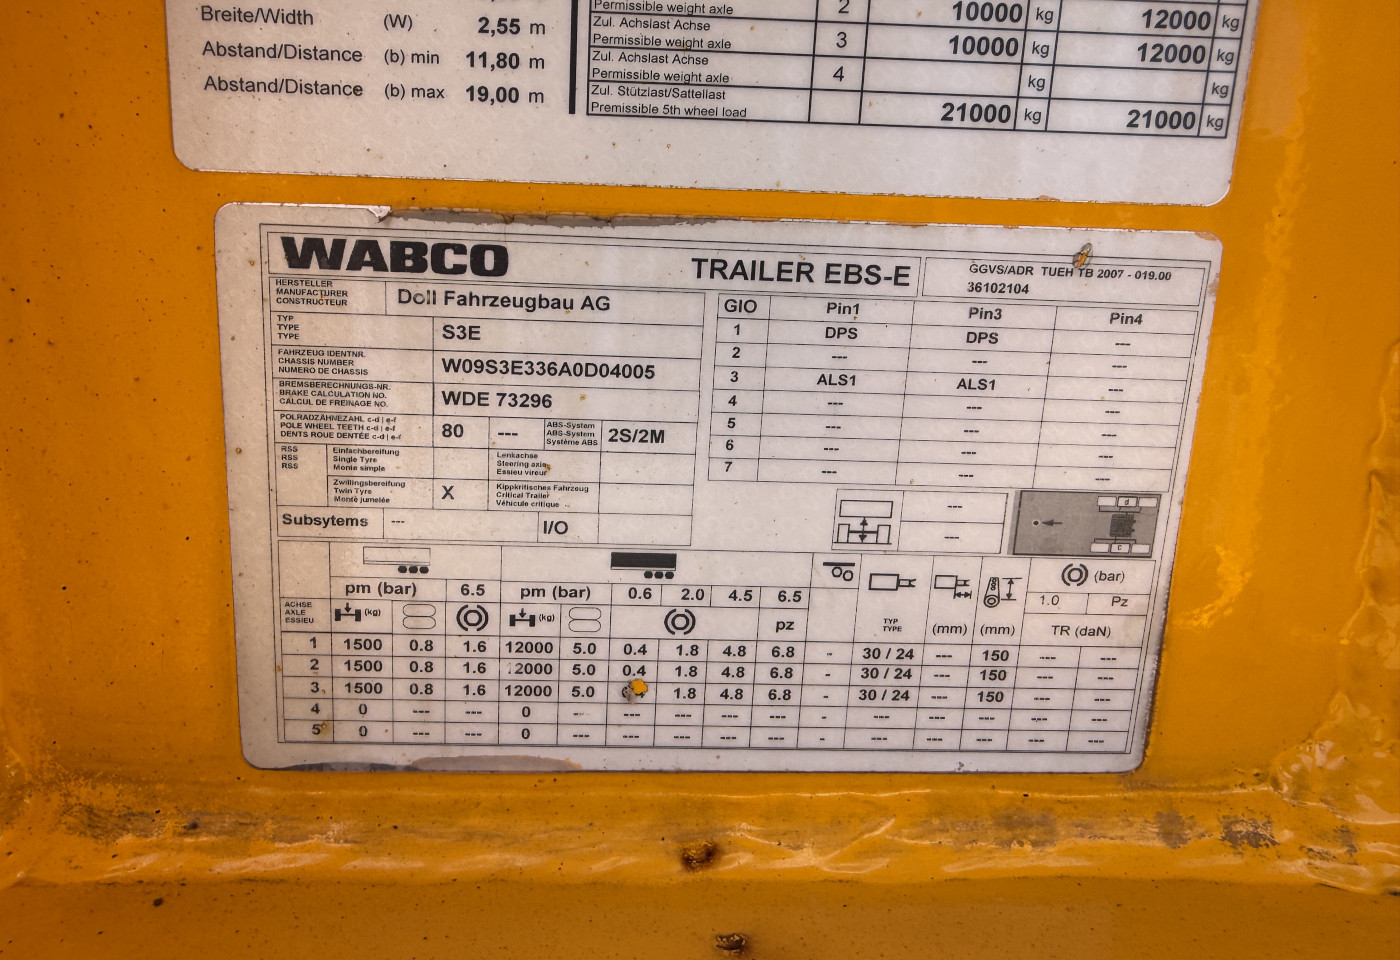 Breite/Width (W) 2,55 m
Abstand/Distance (b) min 11,80 m
Abstand/Distance (b) max 19,00 m
Permissible weight axle 2 10000 kg 12000 kg
Zul. Achslast Achse
Permissible weight axle 3 10000 kg 12000 kg
Zul. Achslast Achse
Permissible weight axle 4 kg kg
Zul. Stützlast/Sattellast
Premissible 5th wheel load 21000 kg 21000 kg
WABCO TRAILER EBS-E
GGVS/ADR TUEH TB 2007 - 019.00
36102104
HERSTELLER
MANUFACTURER
CONSTRUCTEUR
Doll Fahrzeugbau AG
TYP
TYPE
TYPE
S3E
FAHRZEUG IDENTNR.
CHASSIS NUMBER
NUMERO DE CHASSIS
W09S3E336A0D04005
BREMSBERECHNUNGS-NR.
BRAKE CALCULATION NO.
CALCUL DE FREINAGE NO.
WDE 73296
POLRADZÄHNEZAHL c-d | e-f
POLE WHEEL TEETH c-d | e-f
DENTS ROUE DENTÉE c-d | e-f
80 ---
ABS-System
ABS-System
Système ABS
2S/2M
RSS
RSS
RSS
Einfachbereifung
Single Tyre
Monte simple
Lenkachse
Steering axle
Essieu vireur
Zwillingsbereifung
Twin Tyre
Monte jumelée
X
Kippkritisches Fahrzeug
Critical Trailer
Véhicule critique
Subsytems --- I/O
GIO Pin1 Pin3 Pin4
1 DPS DPS ---
2 --- --- ---
3 ALS1 ALS1 ---
4 --- --- ---
5 --- --- ---
6 --- --- ---
7 --- --- ---
---
---
d
c
pm (bar) 6.5 pm (bar) 0.6 2.0 4.5 6.5
(bar)
1.0 Pz
ACHSE
AXLE
ESSIEU
(kg) (kg) pz
TYP
TYPE
(mm) (mm) TR (daN)
1 1500 0.8 1.6 12000 5.0 0.4 1.8 4.8 6.8 - 30 / 24 --- 150 --- ---
2 1500 0.8 1.6 12000 5.0 0.4 1.8 4.8 6.8 - 30 / 24 --- 150 --- ---
3 1500 0.8 1.6 12000 5.0 1.8 4.8 6.8 - 30 / 24 --- 150 --- ---
4 0 --- --- 0 --- --- --- --- --- - --- --- --- --- ---
5 0 --- --- 0 --- --- --- --- --- - --- --- --- --- ---